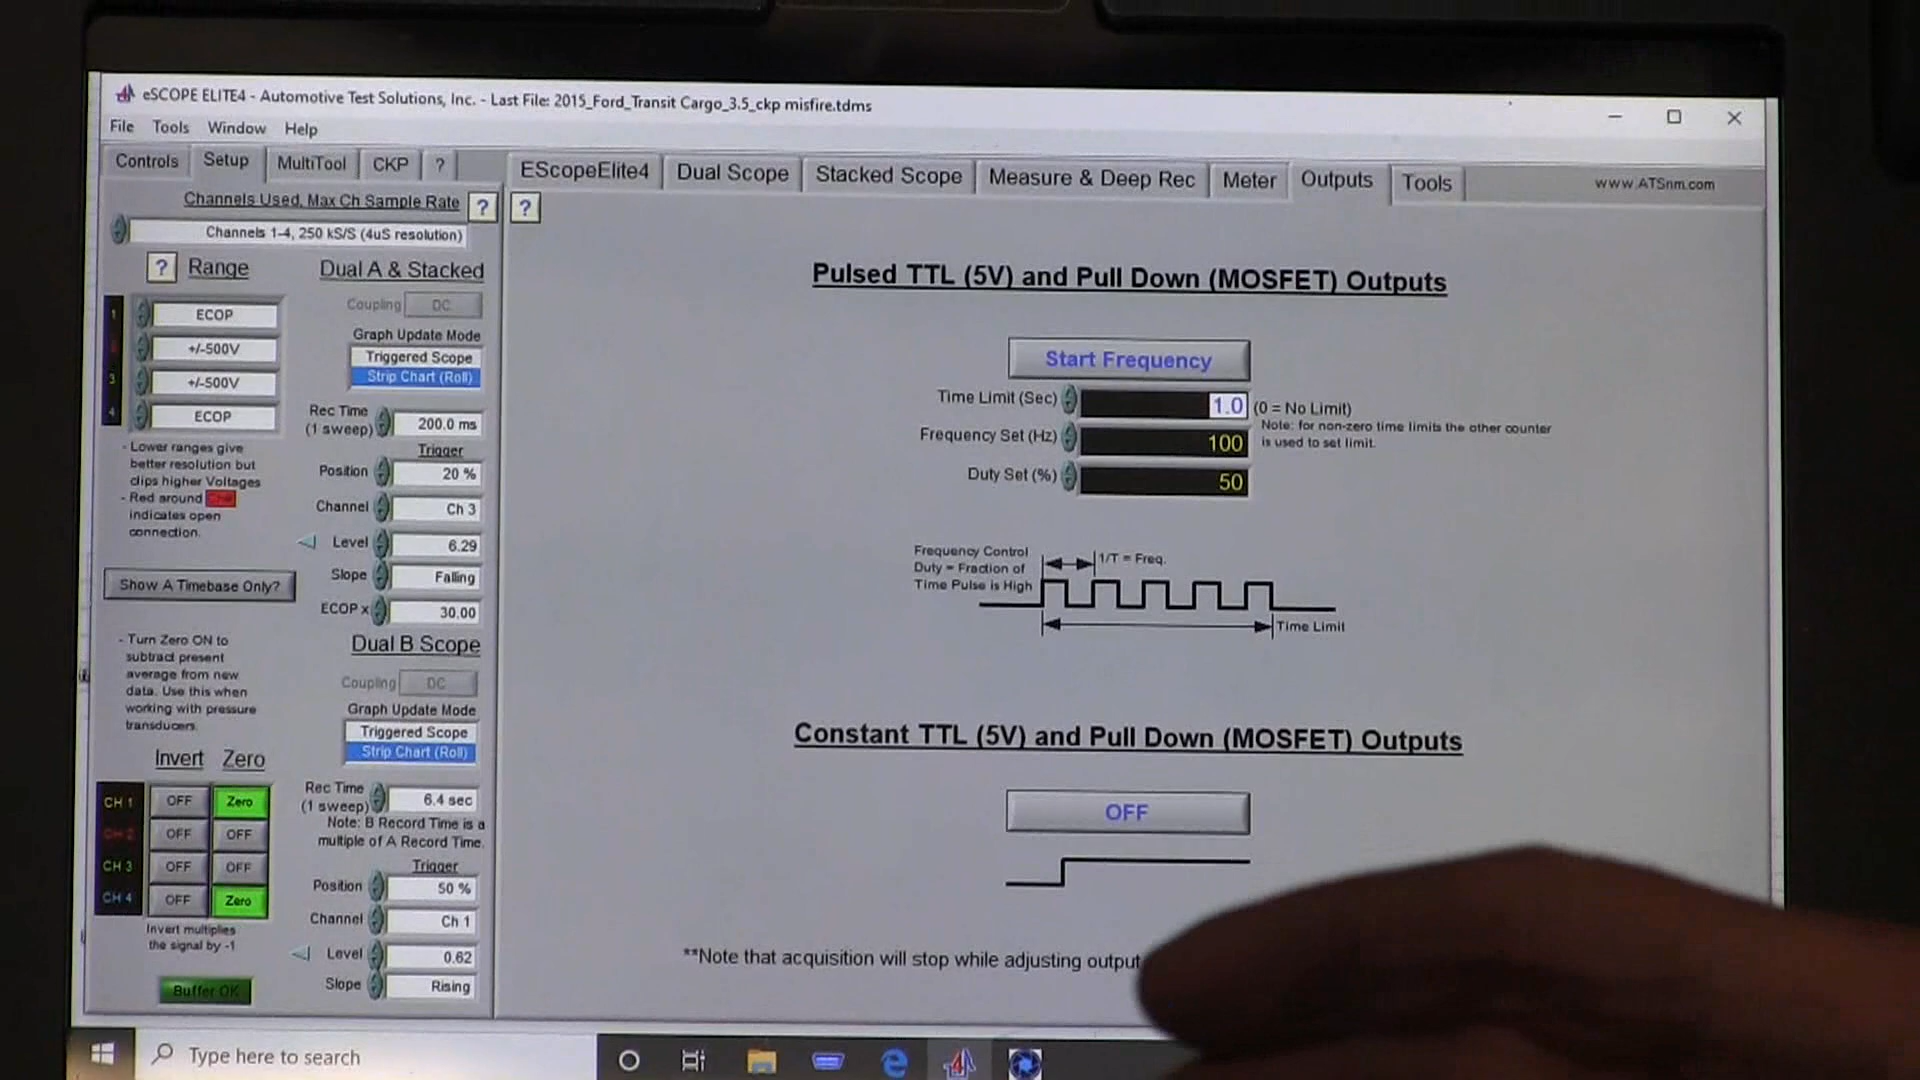 eSCOPE ELITE4 - Automotive Test Solutions, Inc. - Last File: 2015_Ford_Transit Cargo_3.5_ckp misfire.tdms
File Tools Window Help
Controls Setup MultiTool CKP ?
EScopeElite4 Dual Scope Stacked Scope Measure & Deep Rec Meter Outputs Tools
www.ATSnm.com
Channels Used, Max Ch Sample Rate ?
Channels 1-4, 250 kS/S (4uS resolution)
? Range
1 ECOP
+/-500V
3 +/-500V
4 ECOP
- Lower ranges give
better resolution but
clips higher Voltages
- Red around
indicates open
connection.
Show A Timebase Only?
- Turn Zero ON to
subtract present
average from new
data. Use this when
working with pressure
transducers.
Invert Zero
CH 1 OFF Zero
CH 2 OFF OFF
CH 3 OFF OFF
CH 4 OFF Zero
Invert multiplies
the signal by -1
Buffer OK
Dual A & Stacked
Coupling DC
Graph Update Mode
Triggered Scope
Strip Chart (Roll)
Rec Time
(1 sweep) 200.0 ms
Trigger
Position 20 %
Channel Ch 3
Level 6.29
Slope Falling
ECOP x 30.00
Dual B Scope
Coupling DC
Graph Update Mode
Triggered Scope
Strip Chart (Roll)
Rec Time
(1 sweep) 6.4 sec
Note: B Record Time is a
multiple of A Record Time.
Trigger
Position 50 %
Channel Ch 1
Level 0.62
Slope Rising
?
Pulsed TTL (5V) and Pull Down (MOSFET) Outputs
Start Frequency
Time Limit (Sec) 1.0 (0 = No Limit)
Note: for non-zero time limits the other counter
is used to set limit.
Frequency Set (Hz) 100
Duty Set (%) 50
Frequency Control
Duty = Fraction of
Time Pulse is High
1/T = Freq.
Time Limit
Constant TTL (5V) and Pull Down (MOSFET) Outputs
OFF
**Note that acquisition will stop while adjusting output
Type here to search